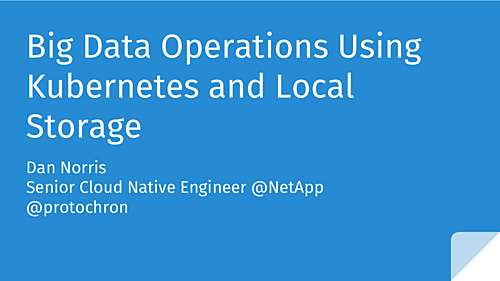 Big Data Operations Using
Kubernetes and Local
Storage
Dan Norris
Senior Cloud Native Engineer @NetApp
@protochron